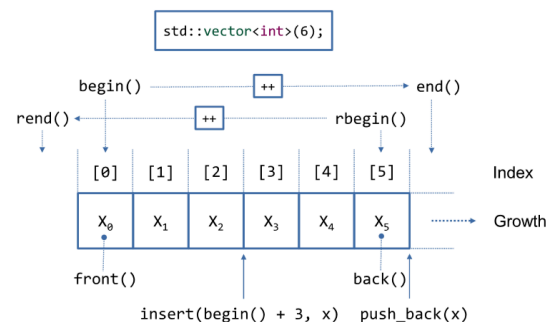 std::vector<int>(6);
begin() ++ end()
rend() ++ rbegin()
[0] [1] [2] [3] [4] [5] Index
X₀ X₁ X₂ X₃ X₄ X₅ Growth
front() back()
insert(begin() + 3, x) push_back(x)